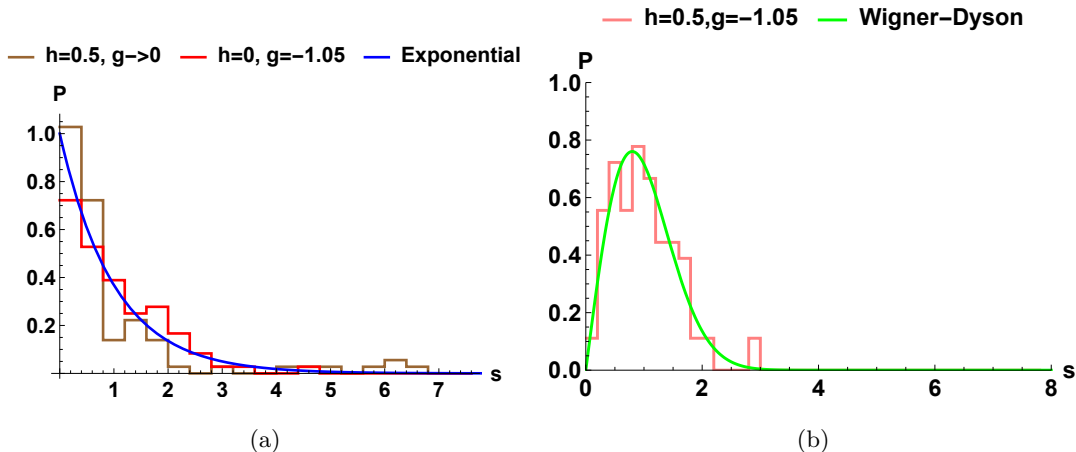 h=0.5, g->0 h=0, g=-1.05 Exponential
P
1.0
0.8
0.6
0.4
0.2
1 2 3 4 5 6 7 s
(a)
h=0.5,g=-1.05 Wigner-Dyson
P
1.0
0.8
0.6
0.4
0.2
0.0
0 2 4 6 8 s
(b)